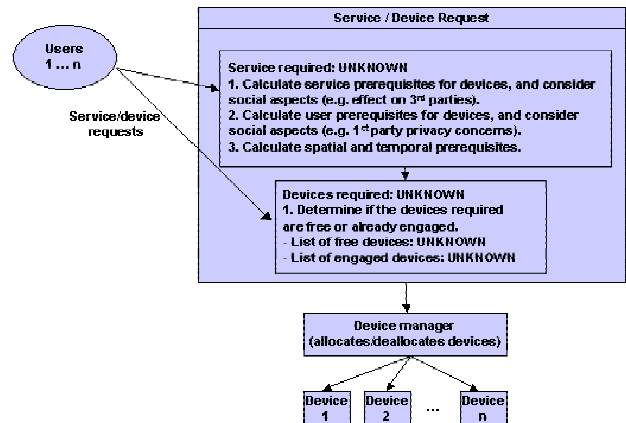 Service / Device Request
Users
1 ... n
Service required: UNKNOWN
1. Calculate service prerequisites for devices, and consider
social aspects (e.g. effect on 3rd parties).
2. Calculate user prerequisites for devices, and consider
social aspects (e.g. 1st party privacy concerns).
3. Calculate spatial and temporal prerequisites.
Service/device
requests
Devices required: UNKNOWN
1. Determine if the devices required
are free or already engaged.
- List of free devices: UNKNOWN
- List of engaged devices: UNKNOWN
Device manager
(allocates/deallocates devices)
Device
1
Device
2
...
Device
n